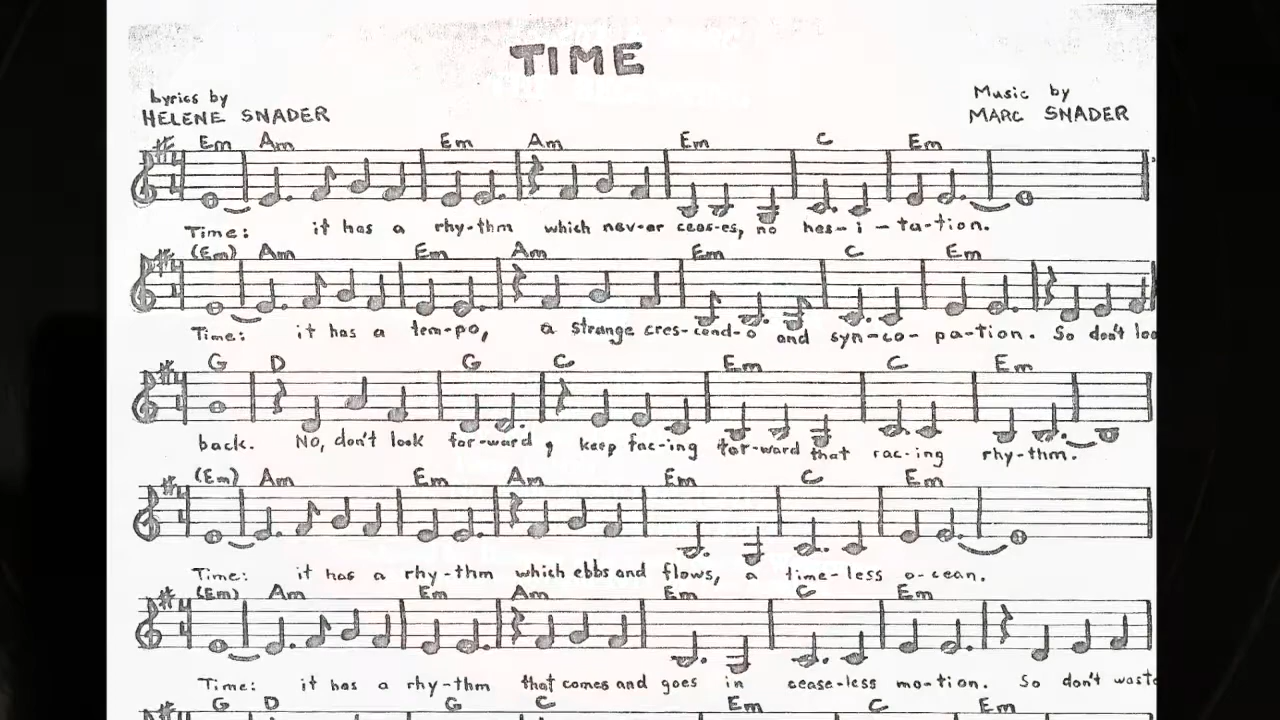 TIME
Lyrics by
HELENE SNADER
Music by
MARC SNADER
Em Am Em Am Em C Em
Time: it has a rhy-thm which nev-er ceas-es, no hes-i-ta-tion.
(Em) Am Em Am Em C Em
Time: it has a tem-po, a strange cres-cend-o and syn-co-pa-tion. So don't loo
G D G C Em C Em
back. No, don't look for-ward, keep fac-ing for-ward that rac-ing rhy-thm.
(Em) Am Em Am Em C Em
Time: it has a rhy-thm which ebbs and flows, a time-less o-cean.
(Em) Am Em Am Em C Em
Time: it has a rhy-thm that comes and goes in cease-less mo-tion. So don't waste
G D G C Em C Em